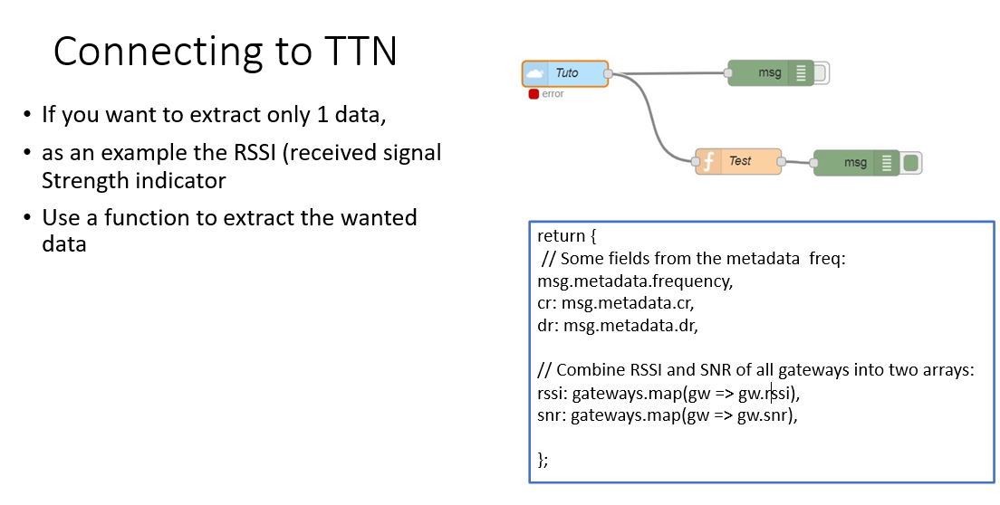 Connecting to TTN
• If you want to extract only 1 data,
• as an example the RSSI (received signal
Strength indicator
• Use a function to extract the wanted
data
Tuto
error
msg
Test
msg
return {
// Some fields from the metadata  freq:
msg.metadata.frequency,
cr: msg.metadata.cr,
dr: msg.metadata.dr,
// Combine RSSI and SNR of all gateways into two arrays:
rssi: gateways.map(gw => gw.rssi),
snr: gateways.map(gw => gw.snr),
};